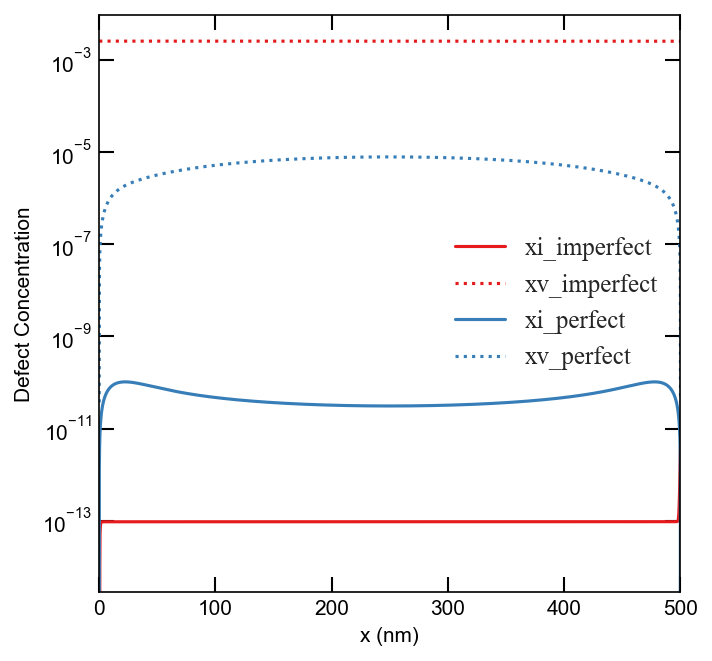 10⁻³
10⁻⁵
10⁻⁷
10⁻⁹
10⁻¹¹
10⁻¹³
Defect Concentration
xi_imperfect
xv_imperfect
xi_perfect
xv_perfect
0 100 200 300 400 500
x (nm)